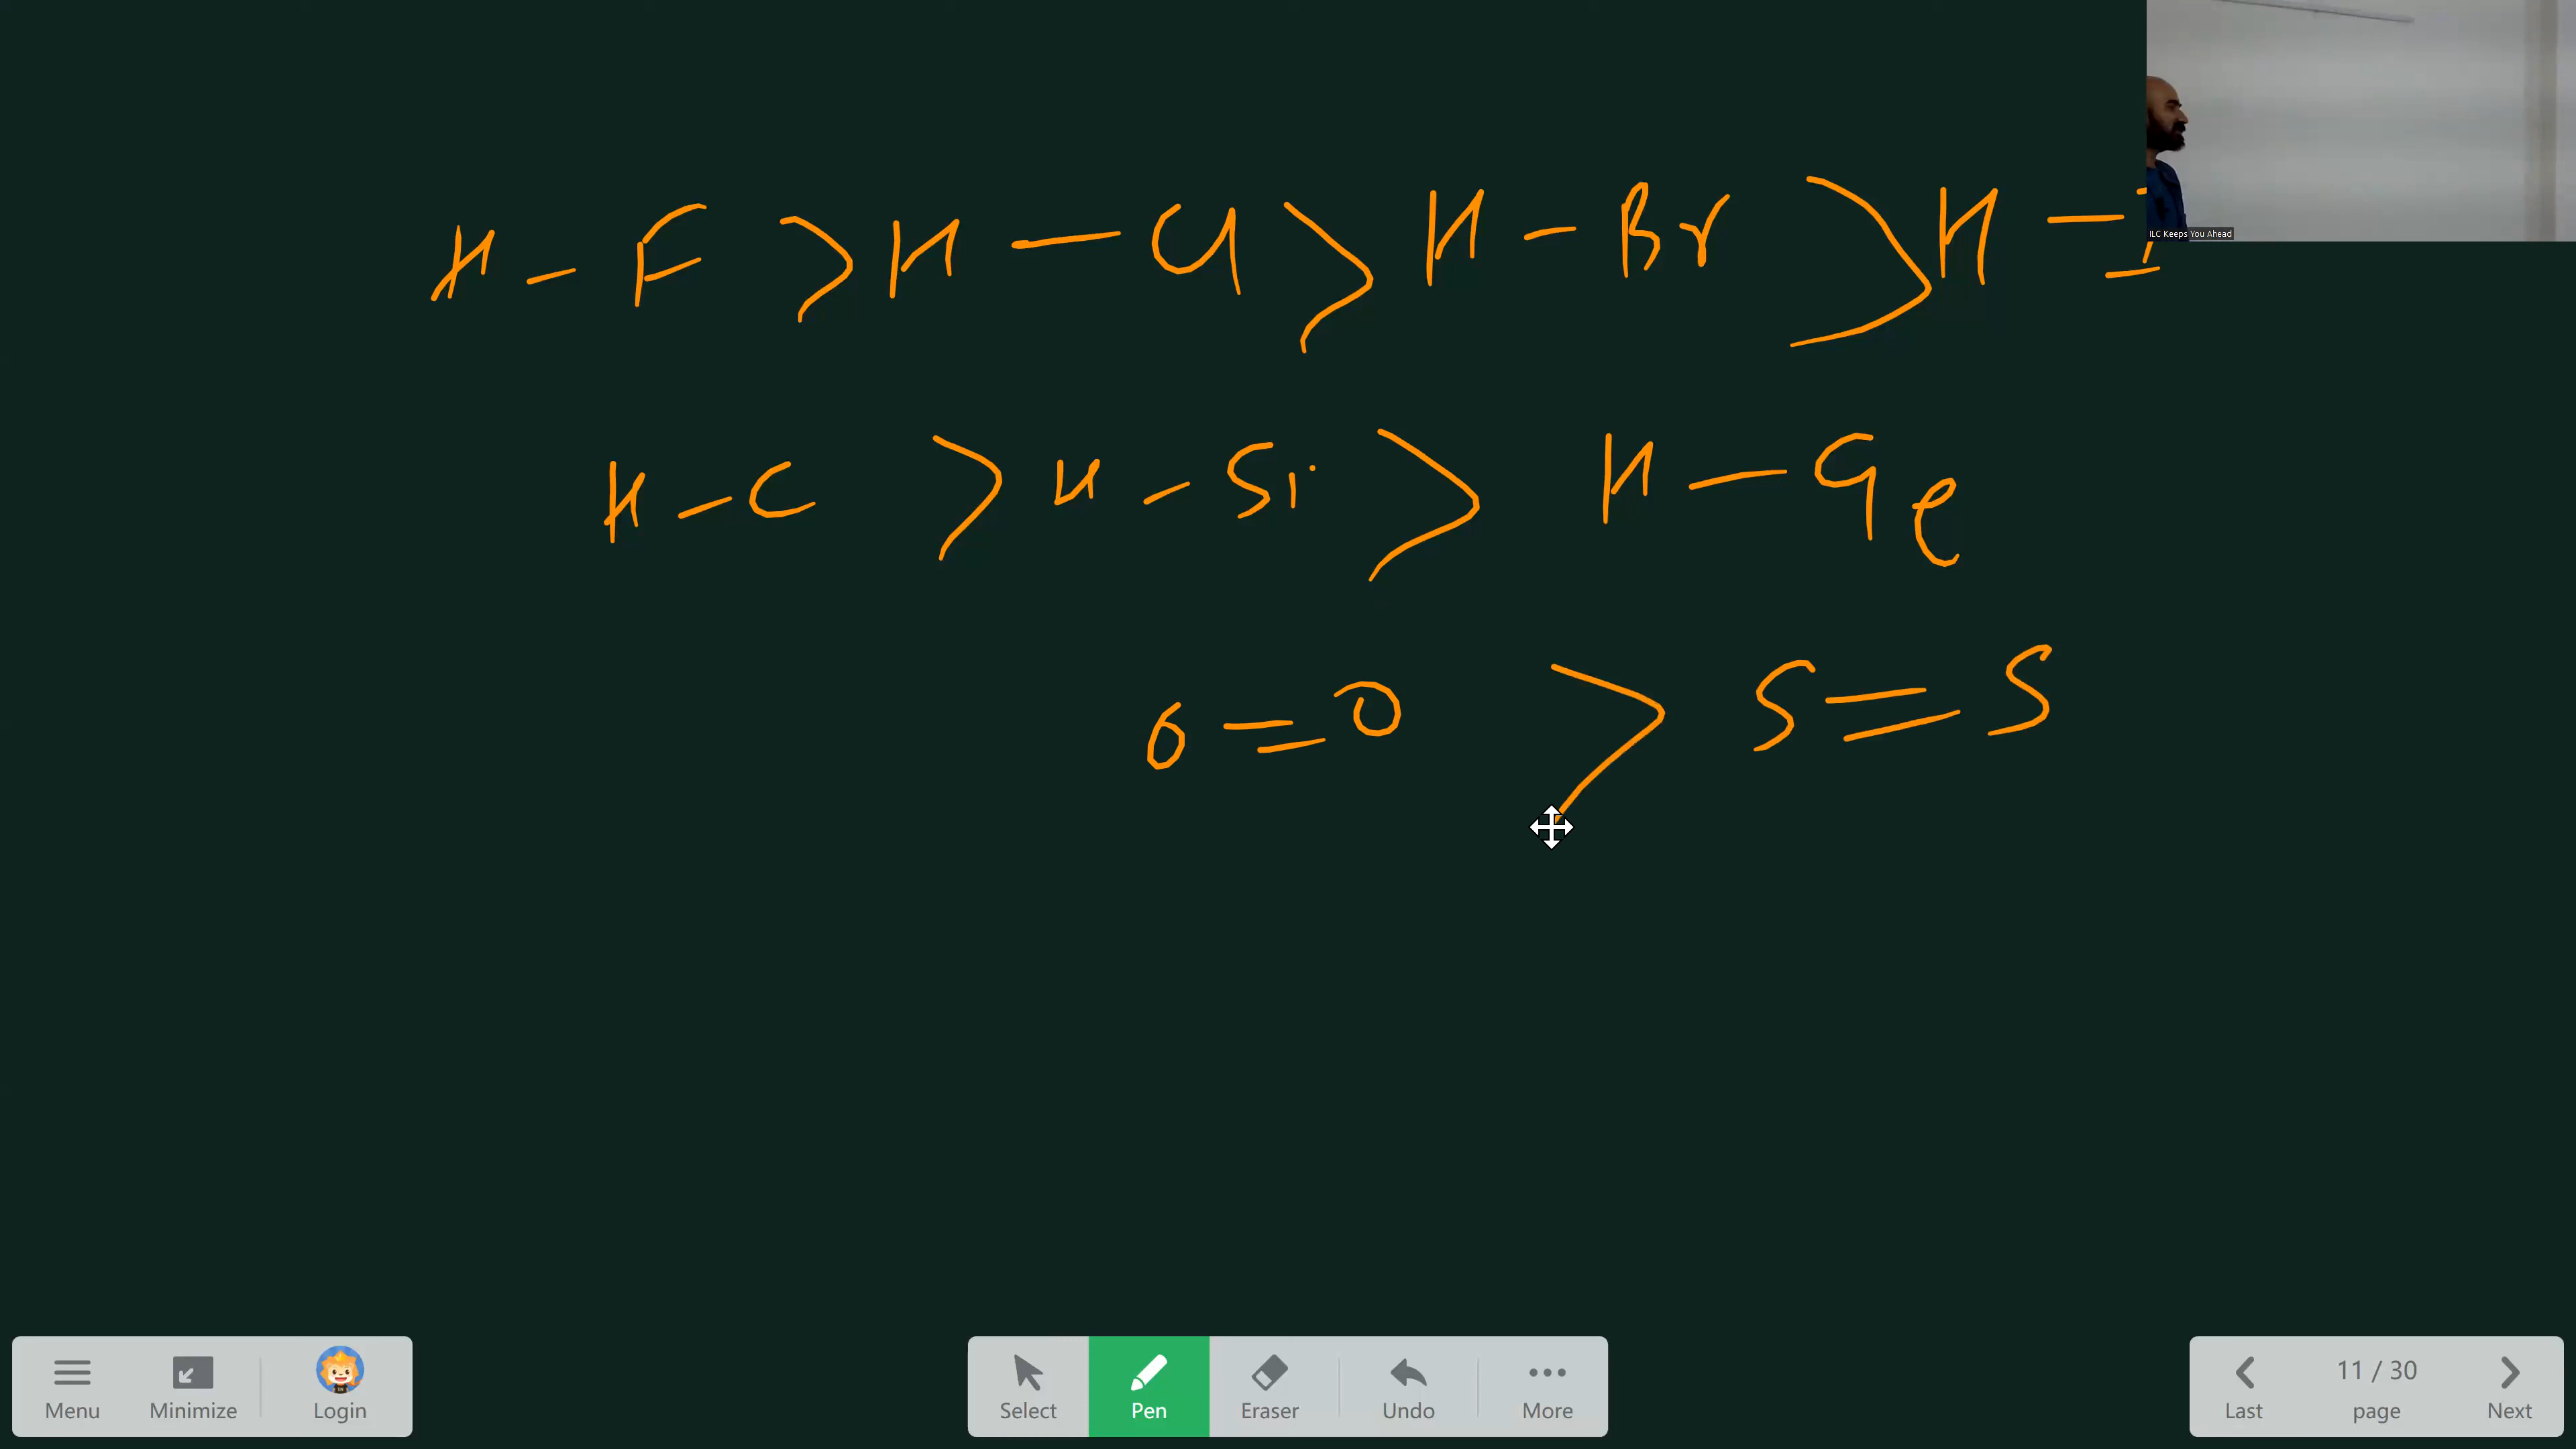 H - F > H - Cl > H - Br > H - I
ILC Keeps You Ahead
H - C > H - Si > H - Ge
O = O > S = S
Menu Minimize Login Select Pen Eraser Undo More Last 11 / 30 page Next